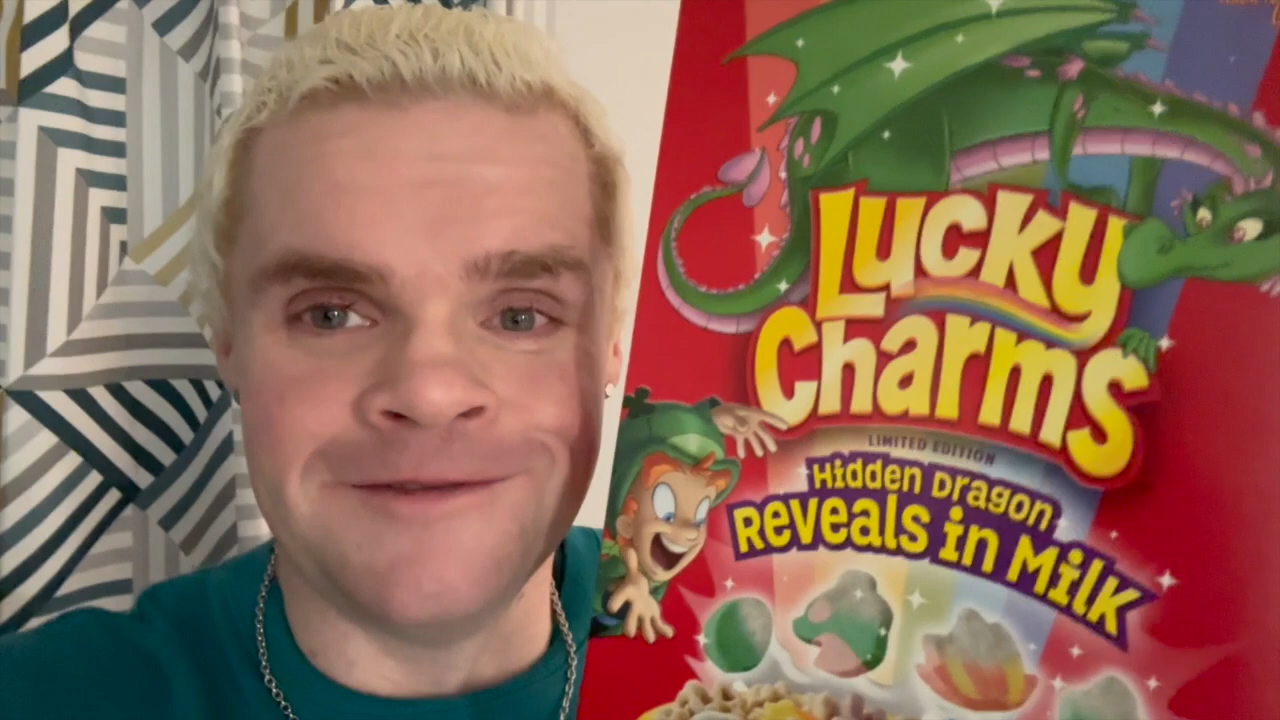 Lucky
Charms
LIMITED EDITION
Hidden Dragon
Reveals in Milk